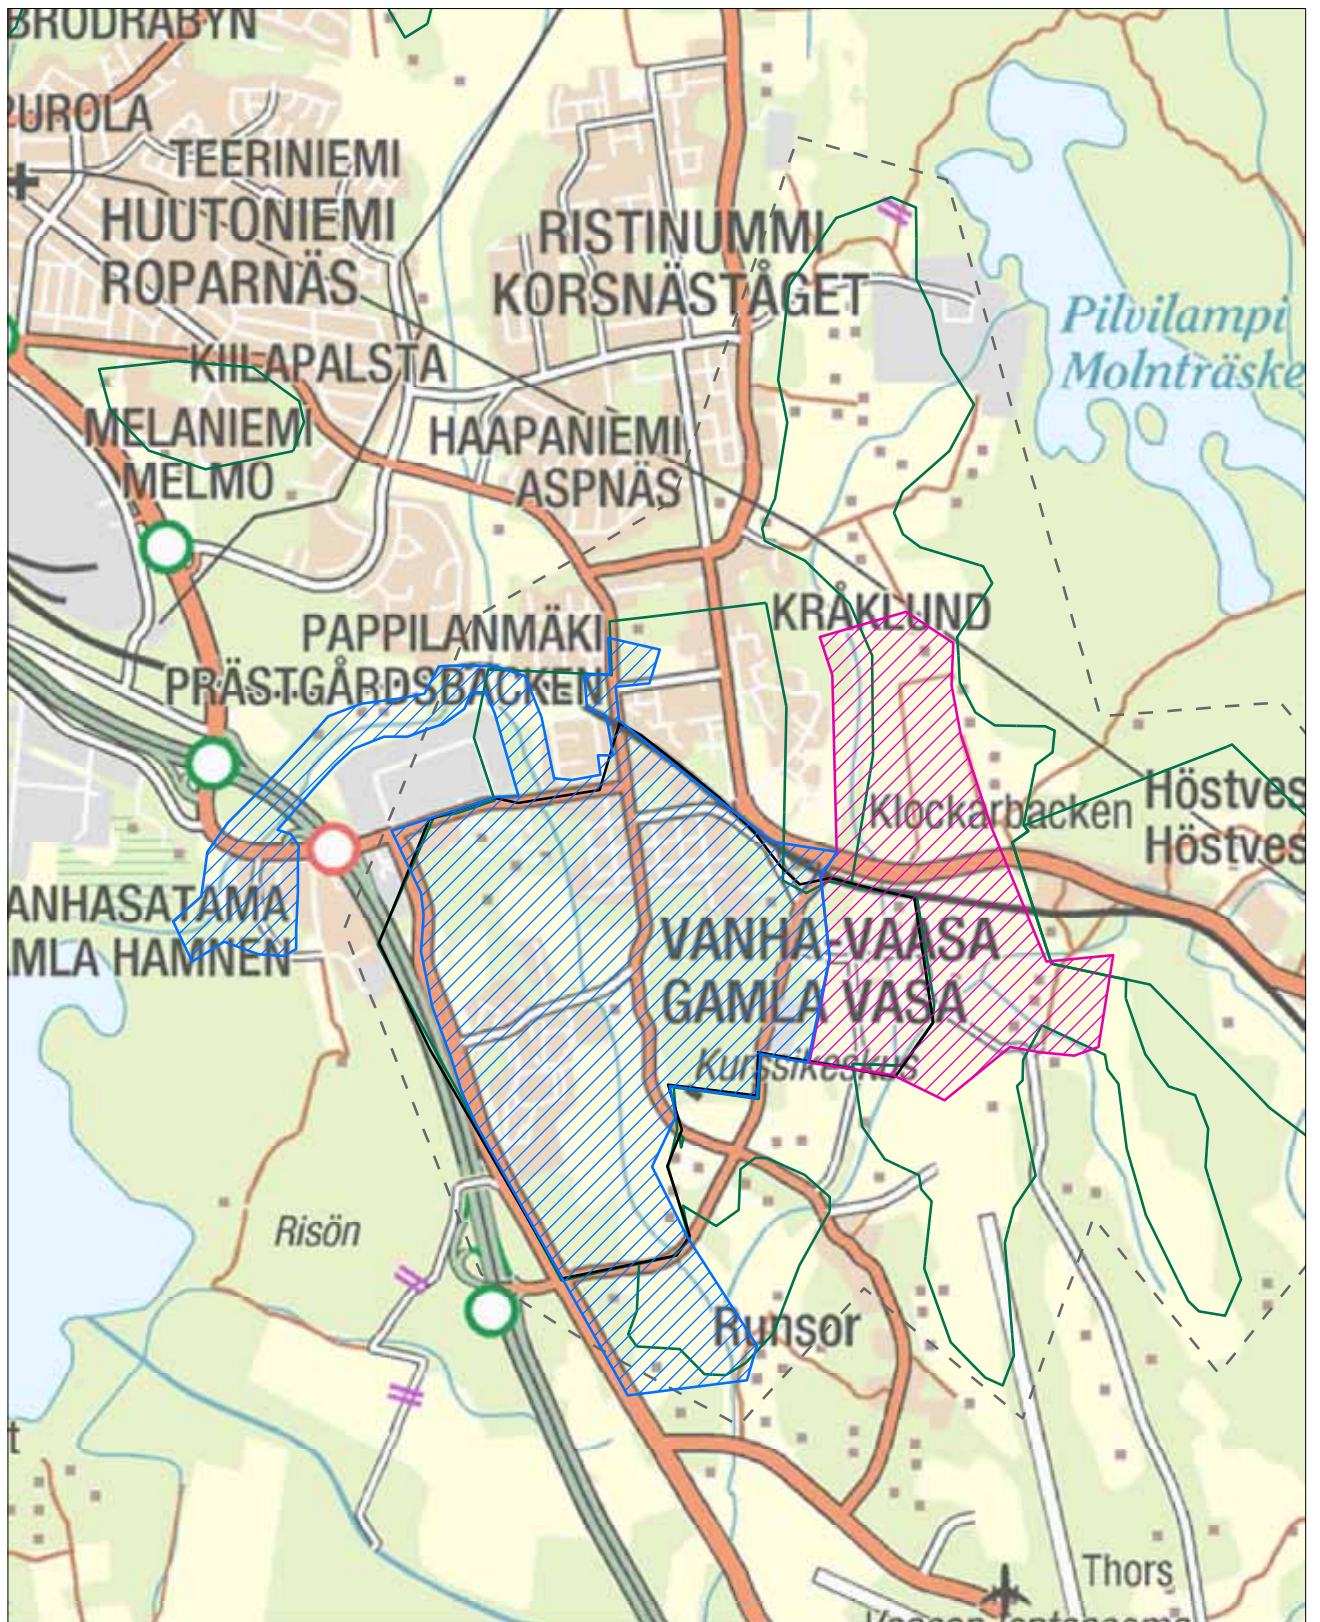 BRODRABYN
PUROLA
TEERINIEMI
HUUTONIEMI
ROPARNÄS
RISTINUMMI
KORSNÄSTÅGET
Pilvilampi
Molnträske
KIILAPALSTA
MELANIEMI
MELMO
HAAPANIEMI
ASPNÄS
KRÅKLUND
PAPPILANMÄKI
PRÄSTGÅRDSBACKEN
Klockarbacken
Höstves
Höstves
ANHASATAMA
MLA HAMNEN
VANHA-VAASA
GAMLA VASA
Kurssikeskus
Risön
Runsor
t
Thors